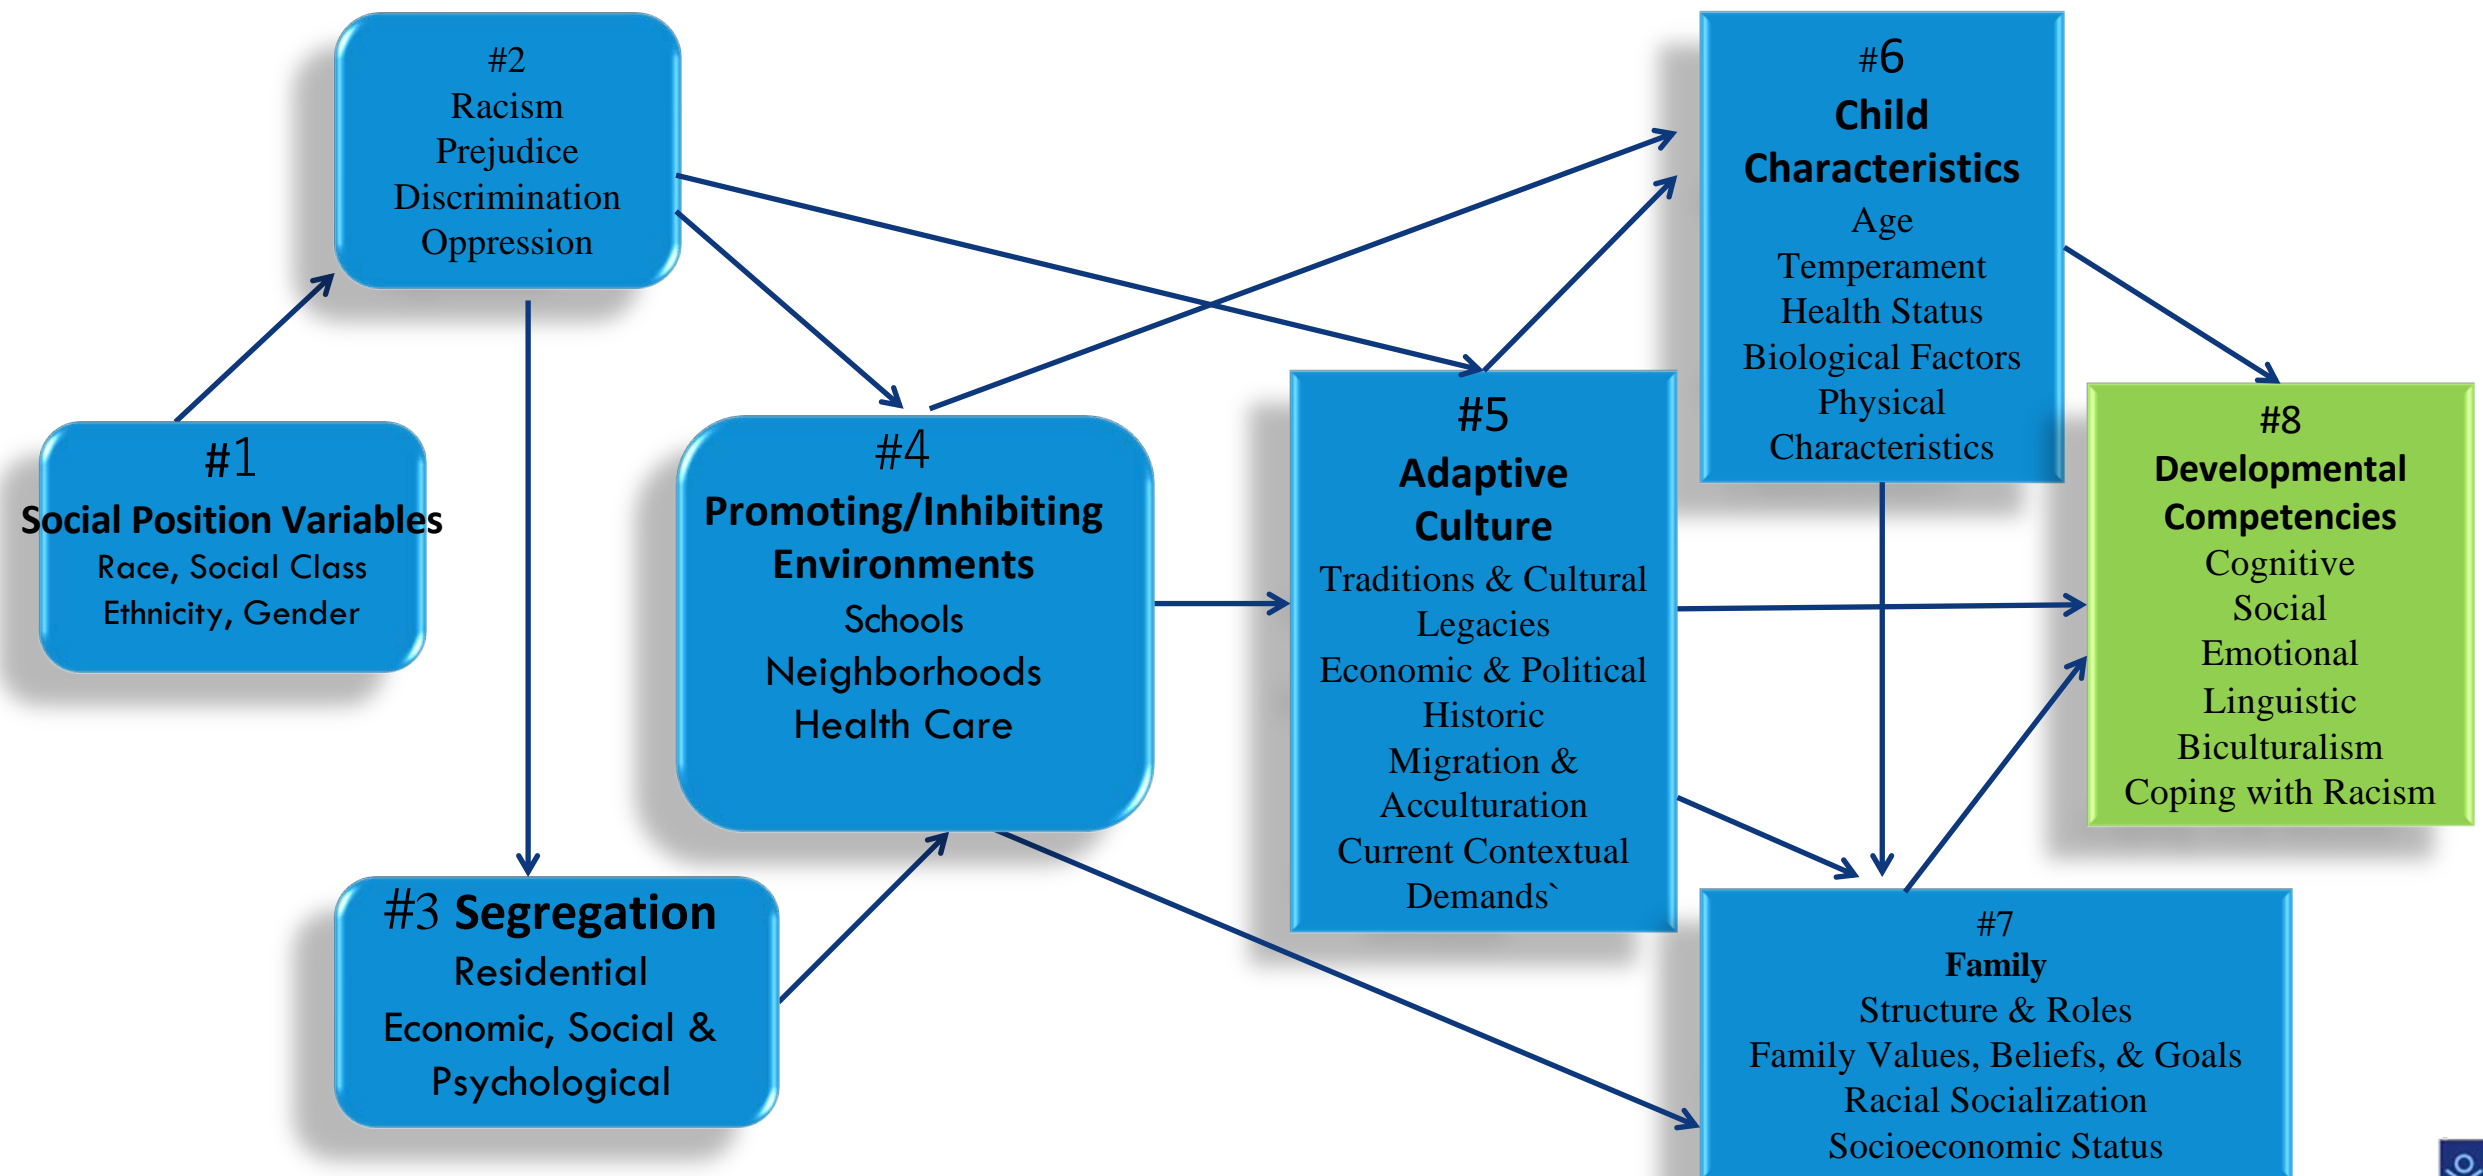 #2
Racism
Prejudice
Discrimination
Oppression
#1
Social Position Variables
Race, Social Class
Ethnicity, Gender
#3 Segregation
Residential
Economic, Social &
Psychological
#4
Promoting/Inhibiting
Environments
Schools
Neighborhoods
Health Care
#5
Adaptive
Culture
Traditions & Cultural
Legacies
Economic & Political
Historic
Migration &
Acculturation
Current Contextual
Demands`
#6
Child
Characteristics
Age
Temperament
Health Status
Biological Factors
Physical
Characteristics
#7
Family
Structure & Roles
Family Values, Beliefs, & Goals
Racial Socialization
Socioeconomic Status
#8
Developmental
Competencies
Cognitive
Social
Emotional
Linguistic
Biculturalism
Coping with Racism